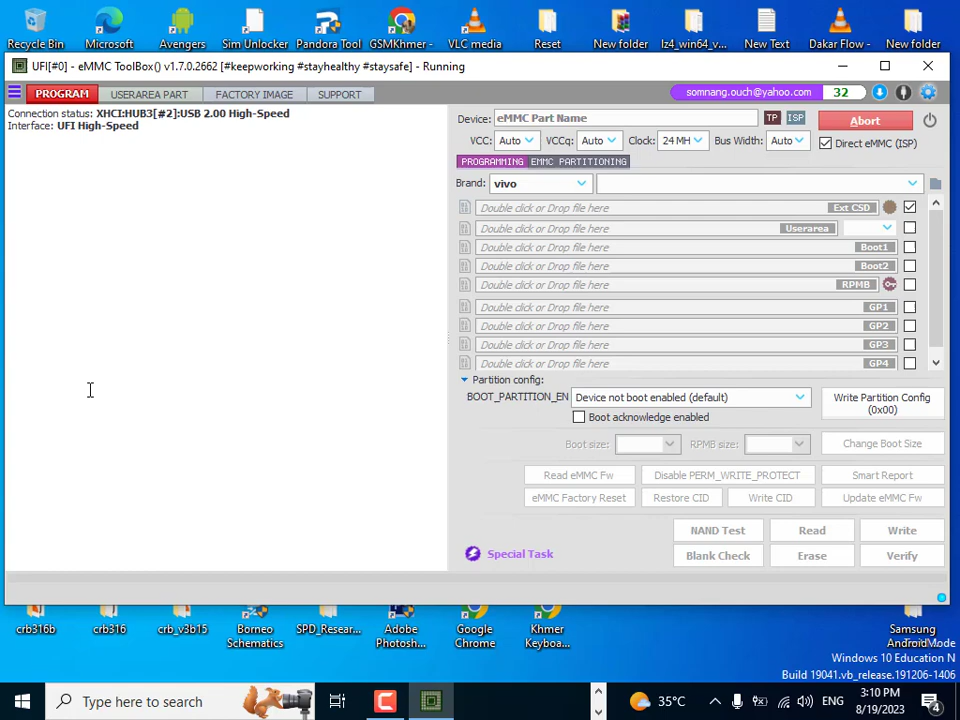 Recycle Bin
Microsoft
Avengers
Sim Unlocker
Pandora Tool
GSMKhmer -
VLC media
Reset
New folder
lz4_win64_v...
New Text
Dakar Flow -
New folder
UFI[#0] - eMMC ToolBox() v1.7.0.2662 [#keepworking #stayhealthy #staysafe] - Running
PROGRAM
USERAREA PART
FACTORY IMAGE
SUPPORT
somnang.ouch@yahoo.com
32
Connection status: XHCI:HUB3[#2]:USB 2.00 High-Speed
Interface: UFI High-Speed
Device:
eMMC Part Name
TP
ISP
Abort
VCC:
Auto
VCCq:
Auto
Clock:
24 MH
Bus Width:
Auto
Direct eMMC (ISP)
PROGRAMMING
EMMC PARTITIONING
Brand:
vivo
Double click or Drop file here
Ext CSD
Double click or Drop file here
Userarea
Double click or Drop file here
Boot1
Double click or Drop file here
Boot2
Double click or Drop file here
RPMB
Double click or Drop file here
GP1
Double click or Drop file here
GP2
Double click or Drop file here
GP3
Double click or Drop file here
GP4
Partition config:
BOOT_PARTITION_EN
Device not boot enabled (default)
Write Partition Config
(0x00)
Boot acknowledge enabled
Boot size:
RPMB size:
Change Boot Size
Read eMMC Fw
Disable PERM_WRITE_PROTECT
Smart Report
eMMC Factory Reset
Restore CID
Write CID
Update eMMC Fw
NAND Test
Read
Write
Special Task
Blank Check
Erase
Verify
crb316b
crb316
crb_v3b15
Borneo
Schematics
SPD_Resear...
Adobe
Photosh...
Google
Chrome
Khmer
Keyboa...
Samsung
Windows 10 Education N
Build 19041.vb_release.191206-1406
Type here to search
35°C
ENG
3:10 PM
8/19/2023
4